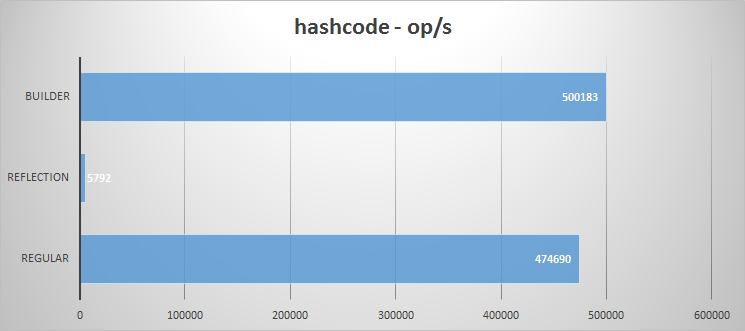 hashcode - op/s
BUILDER
500183
REFLECTION
5792
REGULAR
474690
0 100000 200000 300000 400000 500000 600000